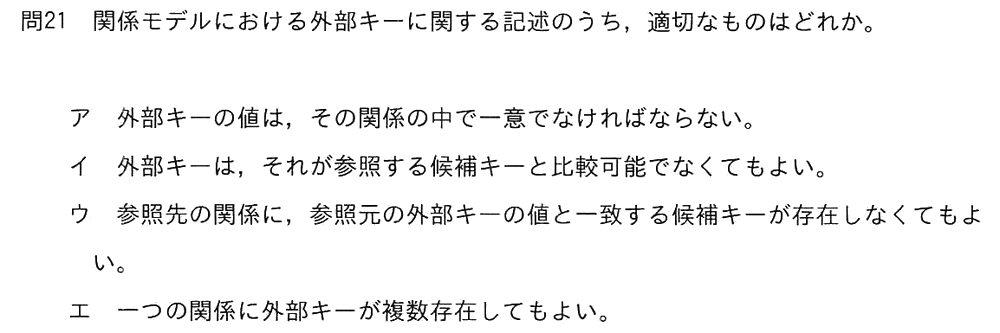 問21　関係モデルにおける外部キーに関する記述のうち，適切なものはどれか。
ア　外部キーの値は，その関係の中で一意でなければならない。
イ　外部キーは，それが参照する候補キーと比較可能でなくてもよい。
ウ　参照先の関係に，参照元の外部キーの値と一致する候補キーが存在しなくてもよ
い。
エ　一つの関係に外部キーが複数存在してもよい。